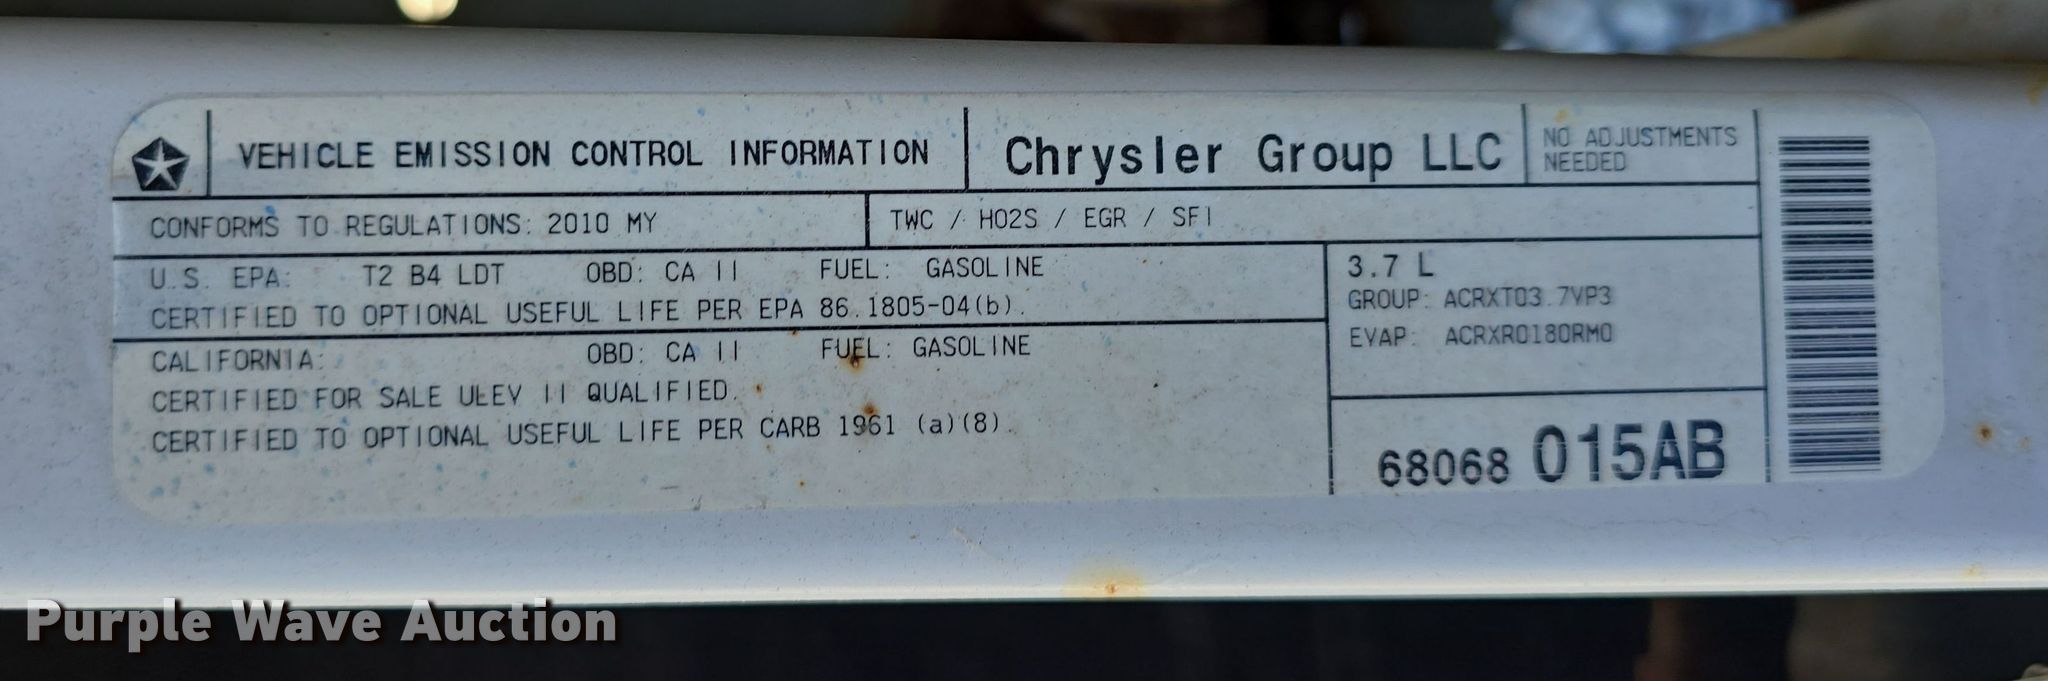 VEHICLE EMISSION CONTROL INFORMATION
Chrysler Group LLC
NO ADJUSTMENTS
NEEDED
CONFORMS TO REGULATIONS: 2010 MY
TWC / HO2S / EGR / SFI
U.S. EPA: T2 B4 LDT OBD: CA II FUEL: GASOLINE
CERTIFIED TO OPTIONAL USEFUL LIFE PER EPA 86.1805-04(b).
CALIFORNIA: OBD: CA II FUEL: GASOLINE
CERTIFIED FOR SALE ULEV II QUALIFIED.
CERTIFIED TO OPTIONAL USEFUL LIFE PER CARB 1961 (a)(8).
3.7 L
GROUP: ACRXT03.7VP3
EVAP: ACRXR0180RM0
68068 015AB
Purple Wave Auction